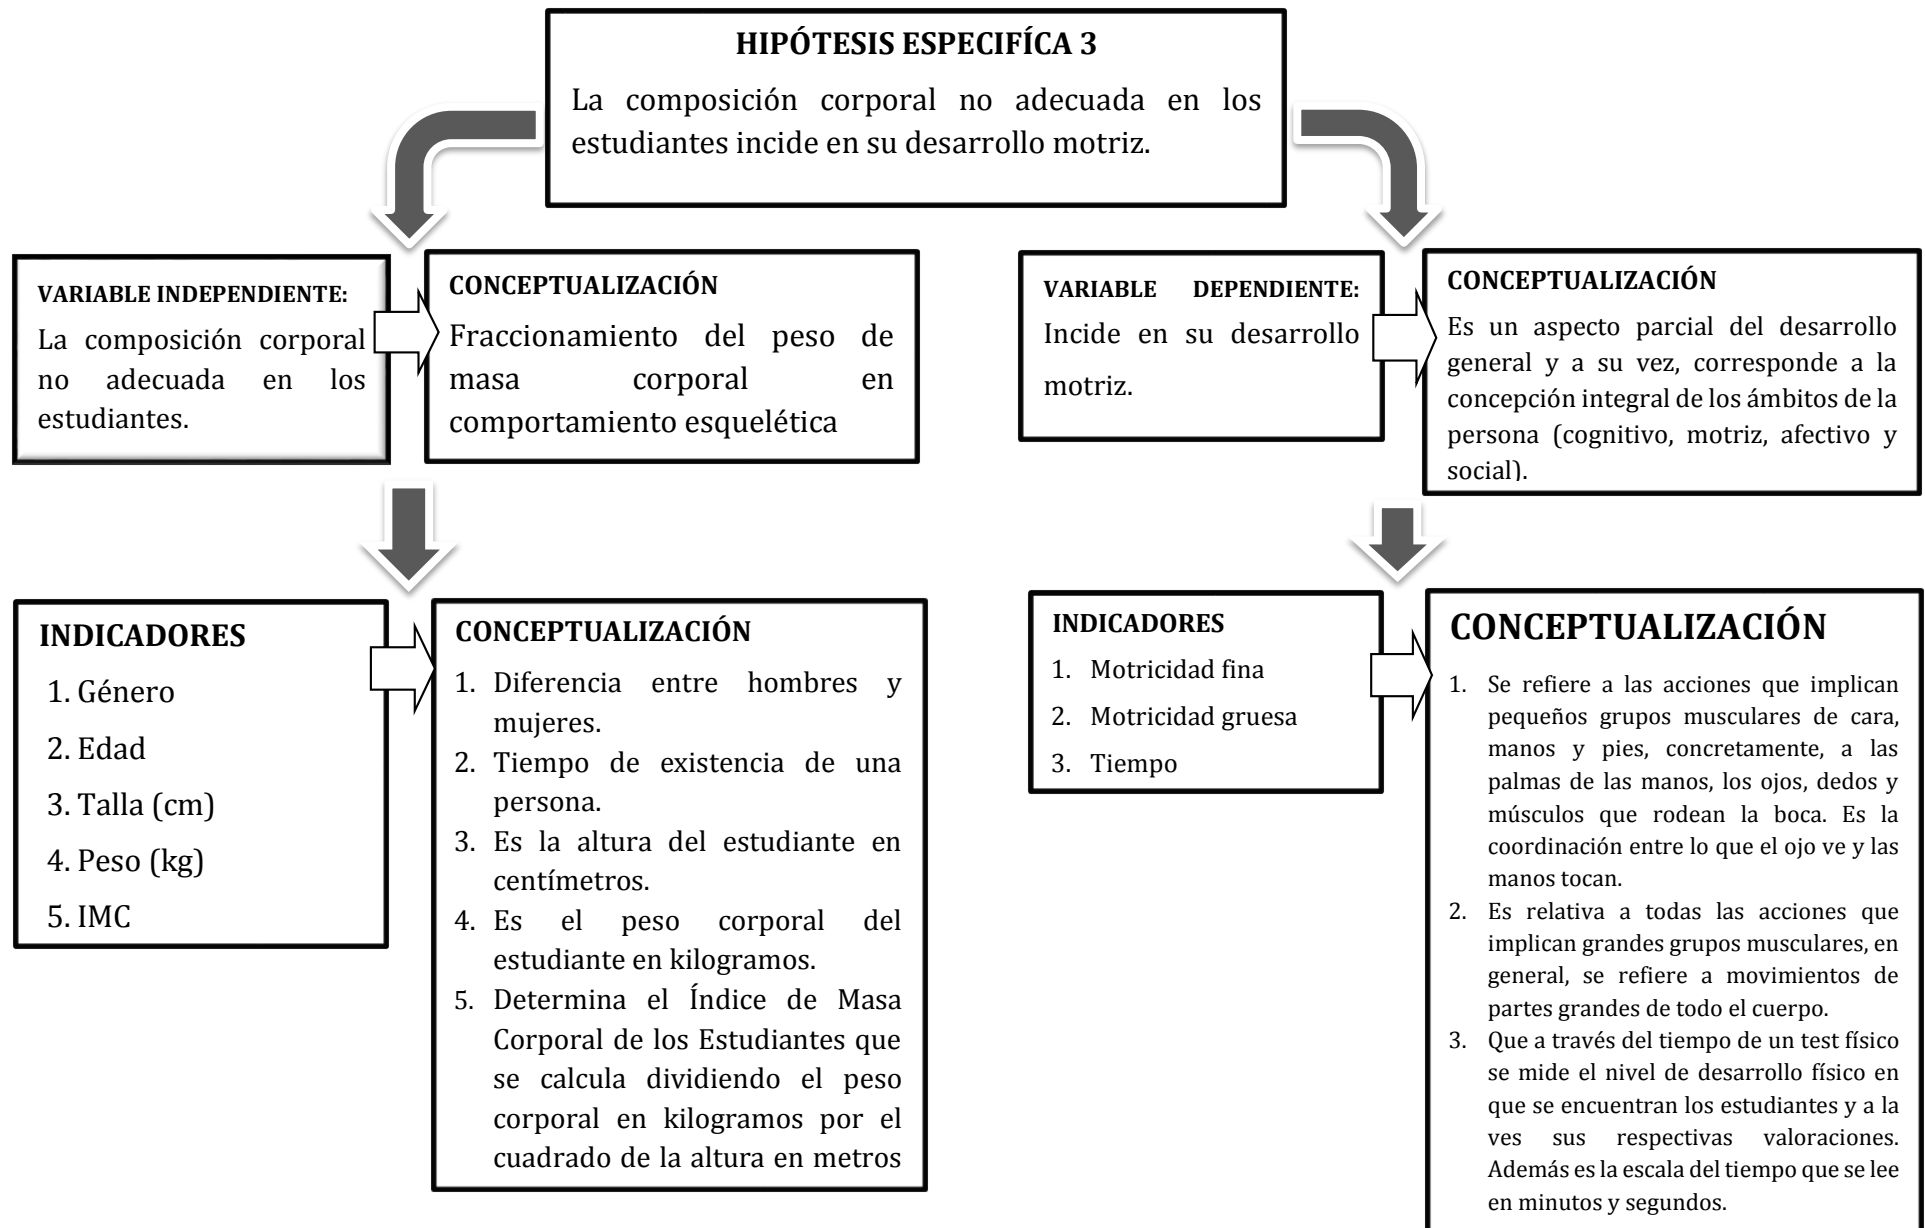 HIPÓTESIS ESPECIFÍCA 3
La composición corporal no adecuada en los
estudiantes incide en su desarrollo motriz.
VARIABLE INDEPENDIENTE:
La composición corporal
no adecuada en los
estudiantes.
CONCEPTUALIZACIÓN
Fraccionamiento del peso de
masa corporal en
comportamiento esquelética
VARIABLE DEPENDIENTE:
Incide en su desarrollo
motriz.
CONCEPTUALIZACIÓN
Es un aspecto parcial del desarrollo
general y a su vez, corresponde a la
concepción integral de los ámbitos de la
persona (cognitivo, motriz, afectivo y
social).
INDICADORES
1. Género
2. Edad
3. Talla (cm)
4. Peso (kg)
5. IMC
CONCEPTUALIZACIÓN
1. Diferencia entre hombres y
mujeres.
2. Tiempo de existencia de una
persona.
3. Es la altura del estudiante en
centímetros.
4. Es el peso corporal del
estudiante en kilogramos.
5. Determina el Índice de Masa
Corporal de los Estudiantes que
se calcula dividiendo el peso
corporal en kilogramos por el
cuadrado de la altura en metros
INDICADORES
1. Motricidad fina
2. Motricidad gruesa
3. Tiempo
CONCEPTUALIZACIÓN
1. Se refiere a las acciones que implican
pequeños grupos musculares de cara,
manos y pies, concretamente, a las
palmas de las manos, los ojos, dedos y
músculos que rodean la boca. Es la
coordinación entre lo que el ojo ve y las
manos tocan.
2. Es relativa a todas las acciones que
implican grandes grupos musculares, en
general, se refiere a movimientos de
partes grandes de todo el cuerpo.
3. Que a través del tiempo de un test físico
se mide el nivel de desarrollo físico en
que se encuentran los estudiantes y a la
ves sus respectivas valoraciones.
Además es la escala del tiempo que se lee
en minutos y segundos.